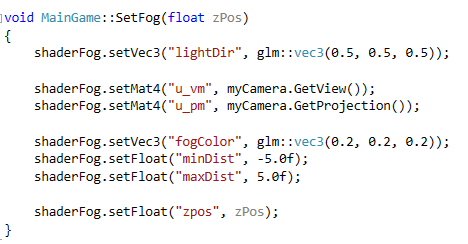 void MainGame::SetFog(float zPos)
{
    shaderFog.setVec3("lightDir", glm::vec3(0.5, 0.5, 0.5));

    shaderFog.setMat4("u_vm", myCamera.GetView());
    shaderFog.setMat4("u_pm", myCamera.GetProjection());

    shaderFog.setVec3("fogColor", glm::vec3(0.2, 0.2, 0.2));
    shaderFog.setFloat("minDist", -5.0f);
    shaderFog.setFloat("maxDist", 5.0f);

    shaderFog.setFloat("zpos", zPos);
}